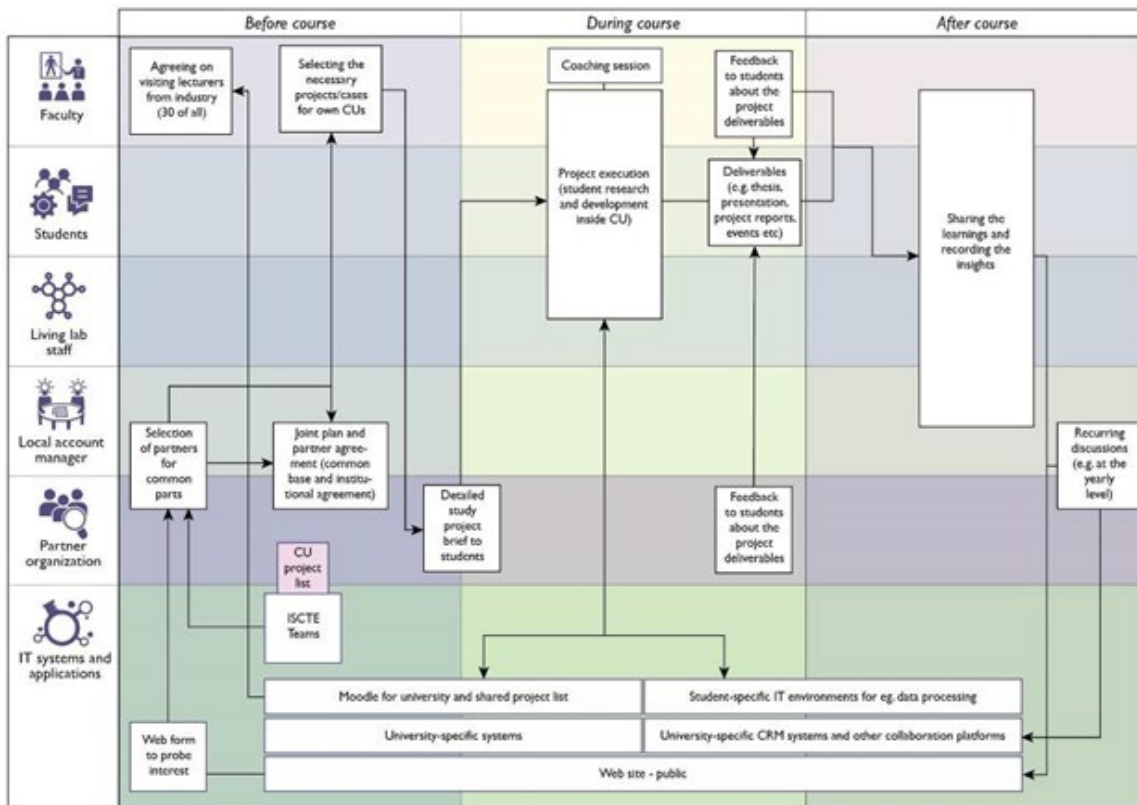 Before course
During course
After course
Faculty
Agreeing on
visiting lecturers
from industry
(30 of all)
Selecting the
necessary
projects/cases
for own CUs
Coaching session
Feedback
to students
about the
project
deliverables
Students
Project execution
(student research
and development
inside CU)
Deliverables
(e.g. thesis,
presentation,
project reports,
events etc)
Sharing the
learnings and
recording the
insights
Living lab
staff
Local account
manager
Selection
of partners
for
common
parts
Joint plan and
partner agree-
ment (common
base and institu-
tional agreement)
Recurring
discussions
(e.g. at the
yearly
level)
Partner
organization
Detailed
study
project
brief to
students
Feedback
to students
about the
project
deliverables
CU
project
list
ISCTE
Teams
IT systems and
applications
Moodle for university and shared project list
Student-specific IT environments for eg. data processing
Web form
to probe
interest
University-specific systems
University-specific CRM systems and other collaboration platforms
Web site - public